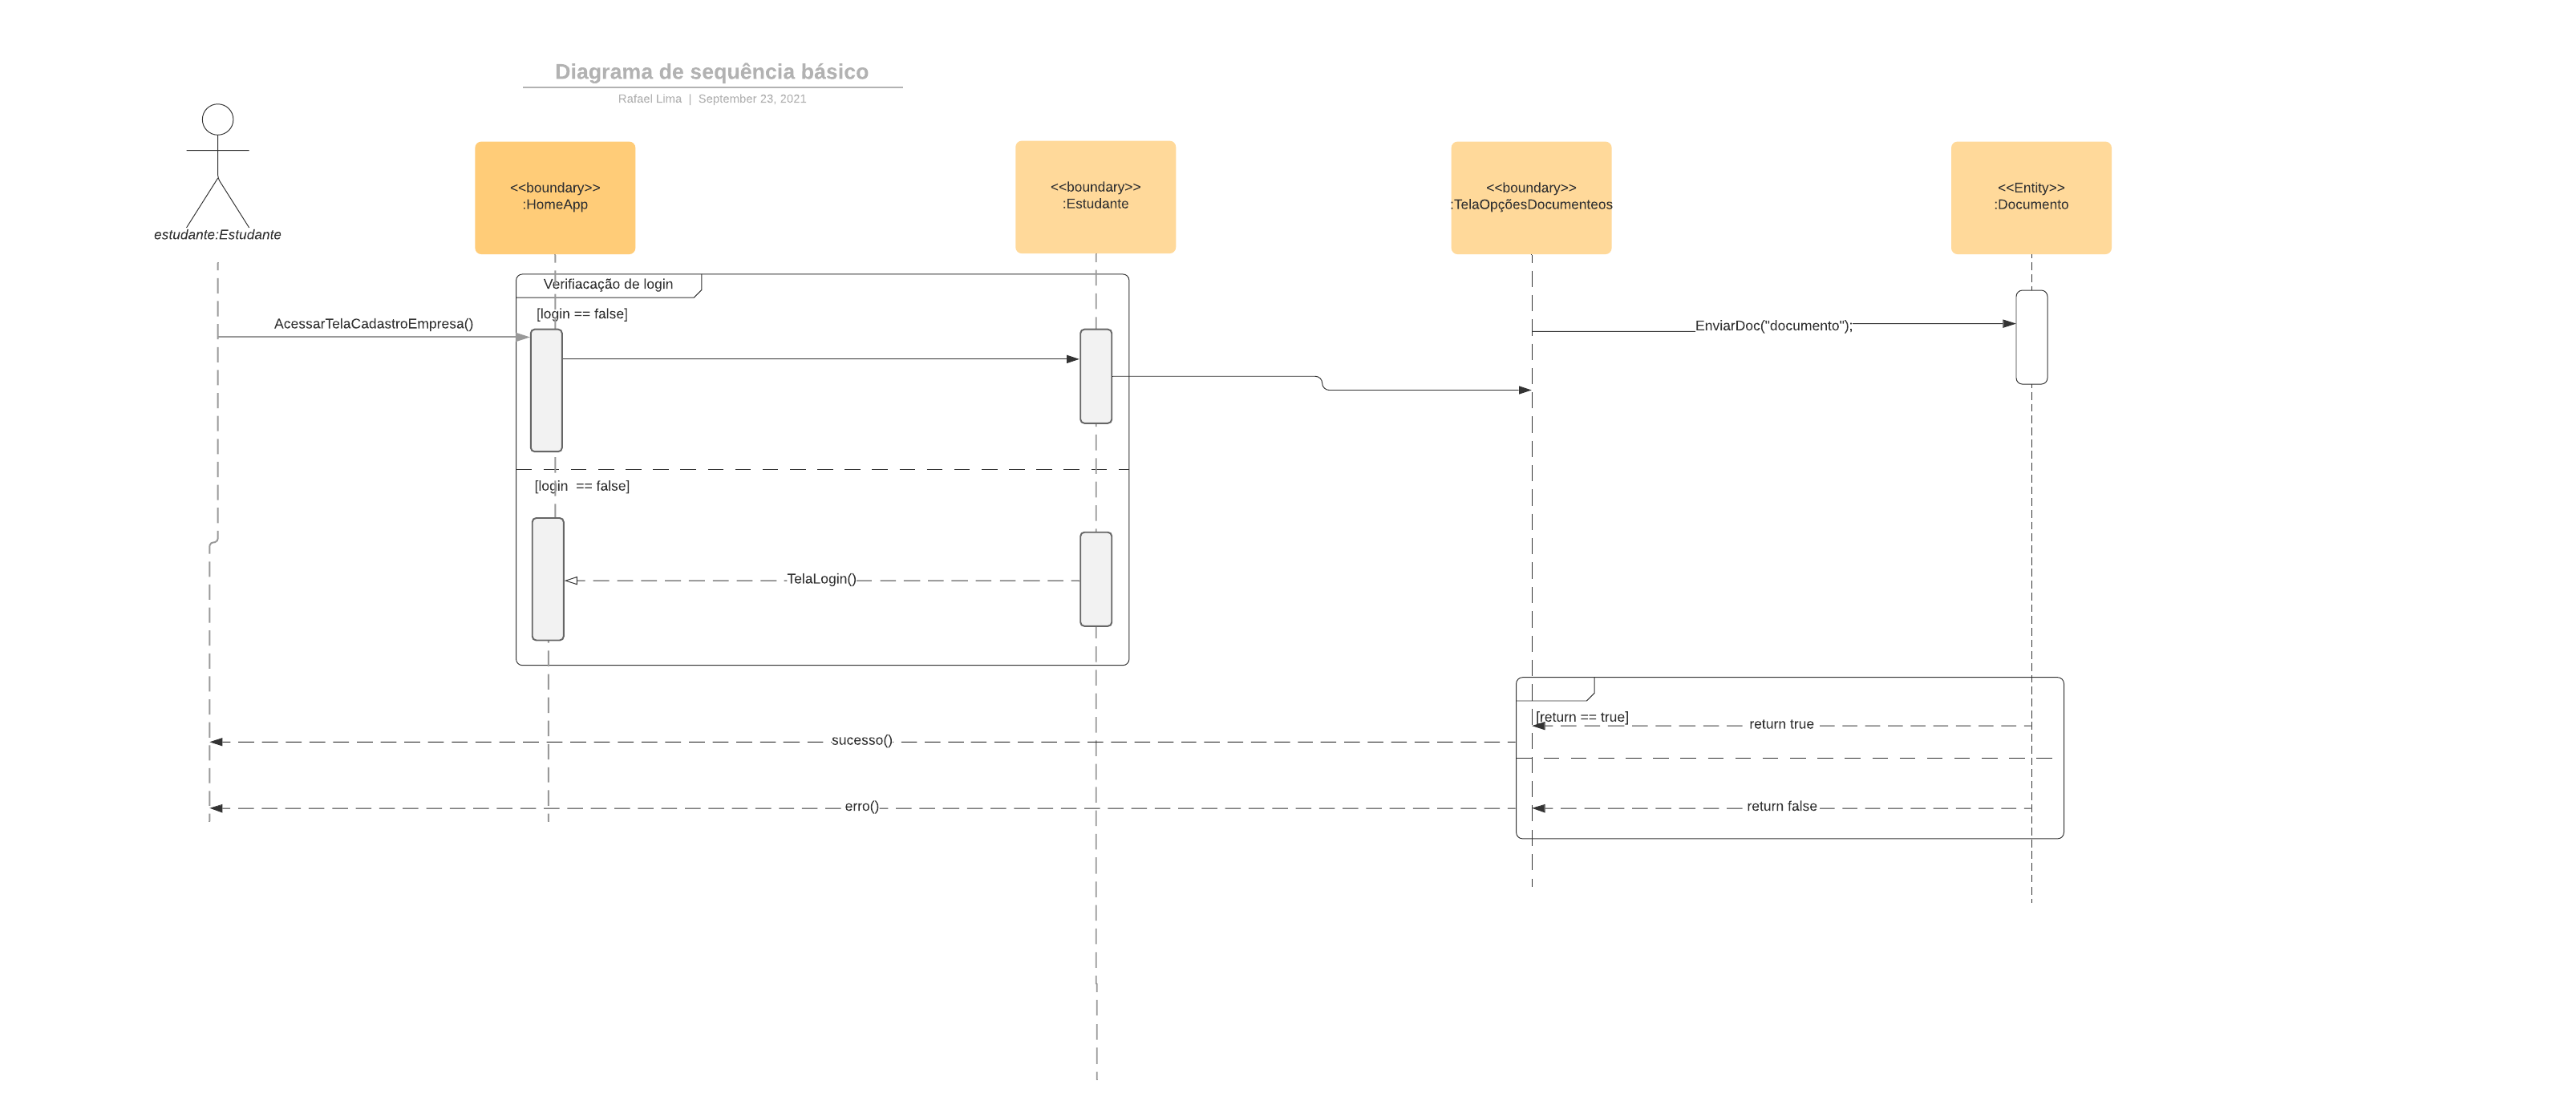 Diagrama de sequência básico
Rafael Lima | September 23, 2021
estudante:Estudante
<<boundary>>
:HomeApp
<<boundary>>
:Estudante
<<boundary>>
:TelaOpçõesDocumenteos
<<Entity>>
:Documento
Verifiacação de login
[login == false]
AcessarTelaCadastroEmpresa()
EnviarDoc("documento");
[login  == false]
TelaLogin()
[return == true]
return true
sucesso()
erro()
return false